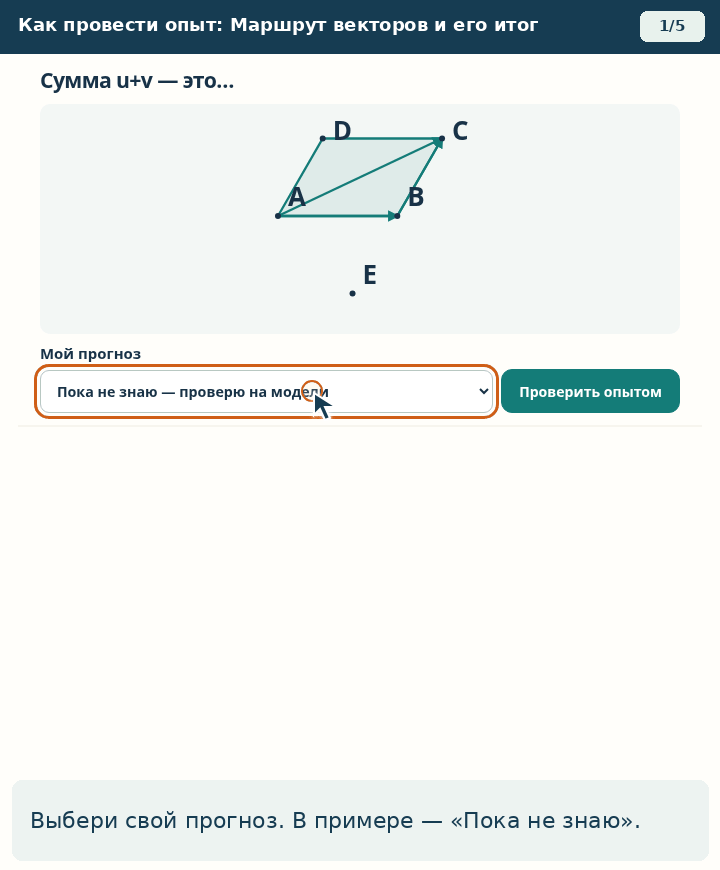 Как провести опыт: Маршрут векторов и его итог
1/5
Сумма u+v — это…
D
C
A
B
E
Мой прогноз
Пока не знаю — проверю на модели
Проверить опытом
Выбери свой прогноз. В примере — «Пока не знаю».